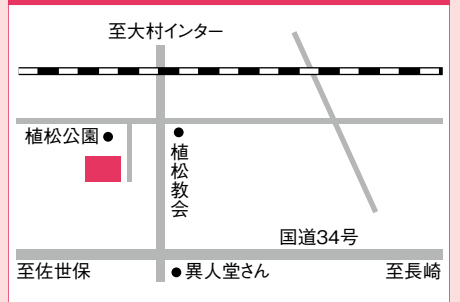 至大村インター
植松公園
植松教会
国道34号
至佐世保
異人堂さん
至長崎